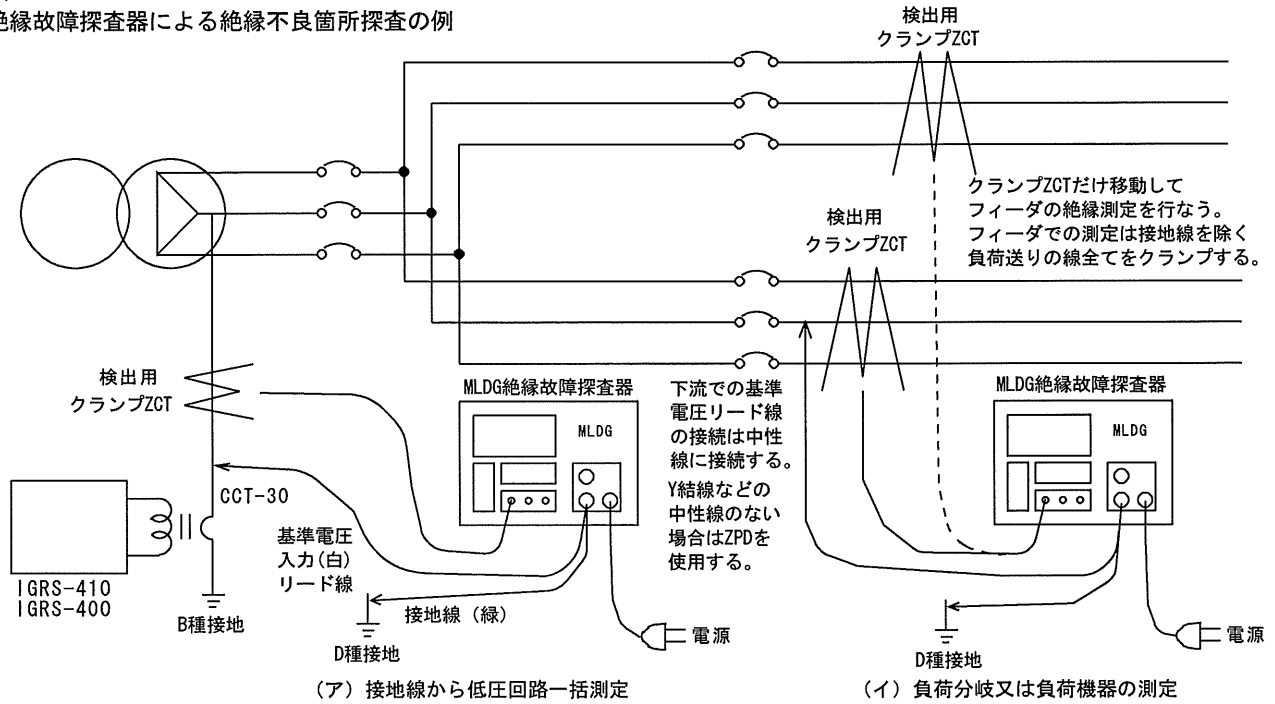 絶縁故障探査器による絶縁不良箇所探査の例
検出用
クランプZCT
クランプZCTだけ移動して
フィーダの絶縁測定を行なう。
フィーダでの測定は接地線を除く
負荷送りの線全てをクランプする。
検出用
クランプZCT
検出用
クランプZCT
MLDG絶縁故障探査器
MLDG
下流での基準
電圧リード線
の接続は中性
線に接続する。
Y結線などの
中性線のない
場合はZPDを
使用する。
MLDG絶縁故障探査器
MLDG
CCT-30
基準電圧
入力(白)
リード線
IGRS-410
IGRS-400
B種接地
接地線(緑)
D種接地
電源
D種接地
電源
(ア)接地線から低圧回路一括測定
(イ)負荷分岐又は負荷機器の測定